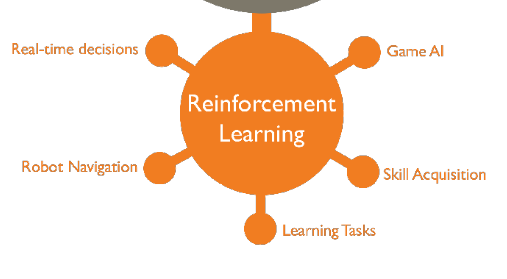 Real-time decisions
Game AI
Reinforcement
Learning
Robot Navigation
Skill Acquisition
Learning Tasks